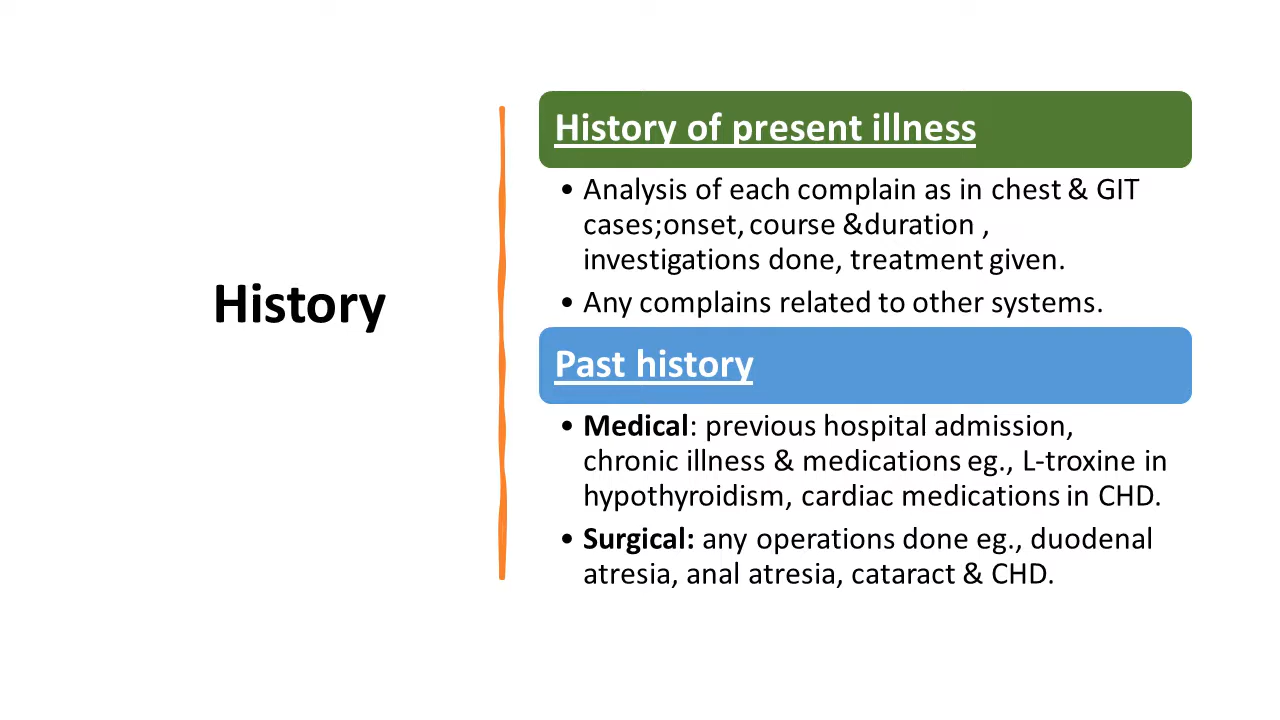 History
History of present illness
• Analysis of each complain as in chest & GIT
cases;onset, course &duration ,
investigations done, treatment given.
• Any complains related to other systems.
Past history
• Medical: previous hospital admission,
chronic illness & medications eg., L-troxine in
hypothyroidism, cardiac medications in CHD.
• Surgical: any operations done eg., duodenal
atresia, anal atresia, cataract & CHD.